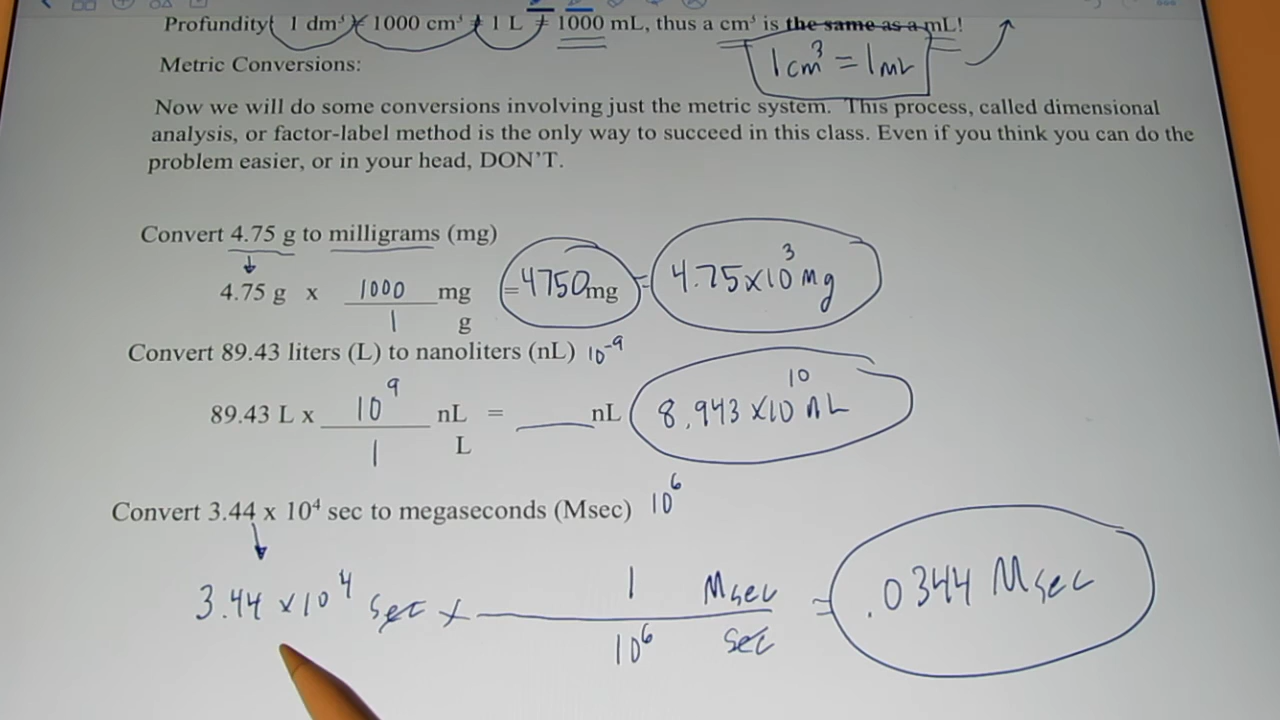 Profundity( 1 dm³ = 1000 cm³ = 1 L = 1000 mL, thus a cm³ is the same as a mL!
1cm³ = 1mL
Metric Conversions:
Now we will do some conversions involving just the metric system. This process, called dimensional
analysis, or factor-label method is the only way to succeed in this class. Even if you think you can do the
problem easier, or in your head, DON'T.
Convert 4.75 g to milligrams (mg)
4.75 g x 1000 mg = 4750 mg = 4.75×10³ mg
1 g
Convert 89.43 liters (L) to nanoliters (nL) 10⁻⁹
89.43 L x 10⁹ nL = ____ nL 8.943×10¹⁰ nL
1 L
Convert 3.44 x 10⁴ sec to megaseconds (Msec) 10⁶
3.44×10⁴ sec × 1 Msec = .0344 Msec
10⁶ sec